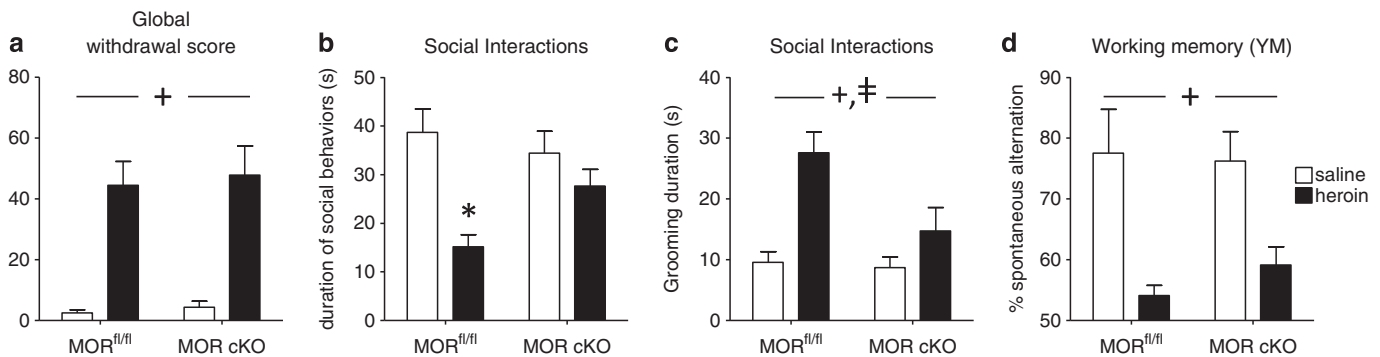 a
Global
withdrawal score
80
60
40
20
0
+
MORfl/fl
MOR cKO
b
Social Interactions
duration of social behaviors (s)
50
40
30
20
10
0
*
MORfl/fl
MOR cKO
c
Social Interactions
Grooming duration (s)
40
30
20
10
0
+,‡
MORfl/fl
MOR cKO
d
Working memory (YM)
% spontaneous alternation
90
80
70
60
50
+
MORfl/fl
MOR cKO
saline
heroin